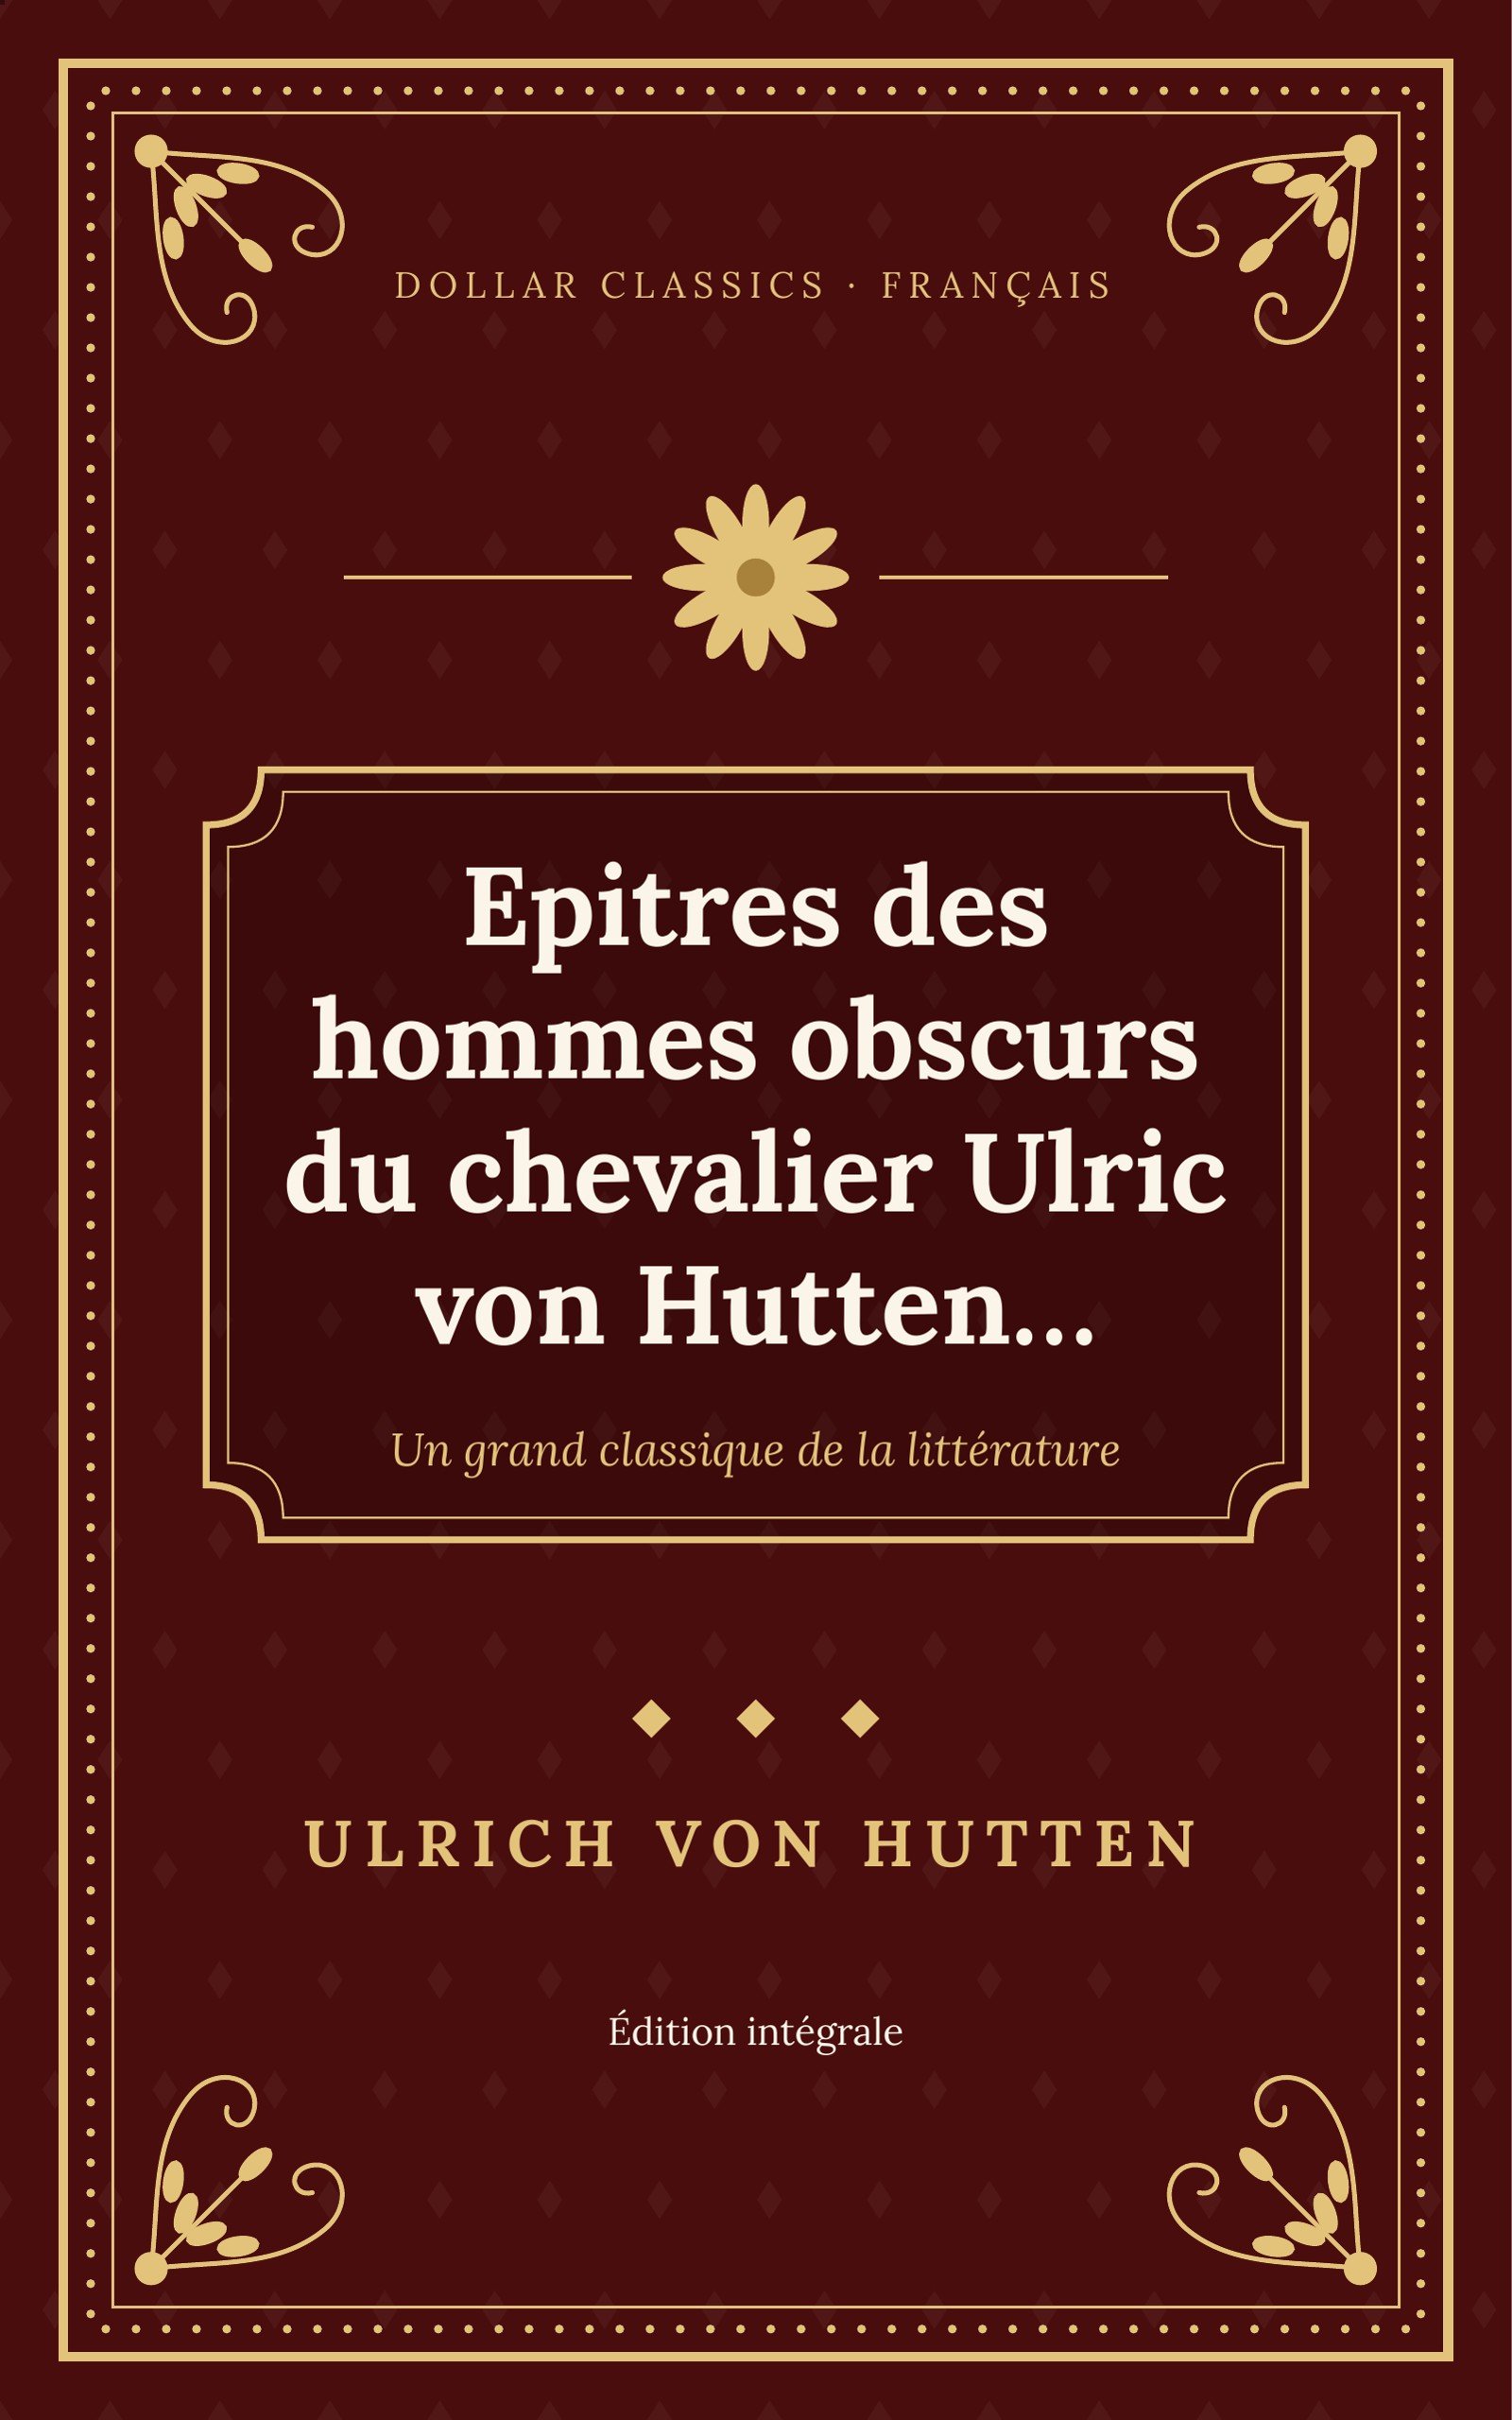 DOLLAR CLASSICS · FRANÇAIS
Epitres des
hommes obscurs
du chevalier Ulric
von Hutten...
Un grand classique de la littérature
ULRICH VON HUTTEN
Édition intégrale